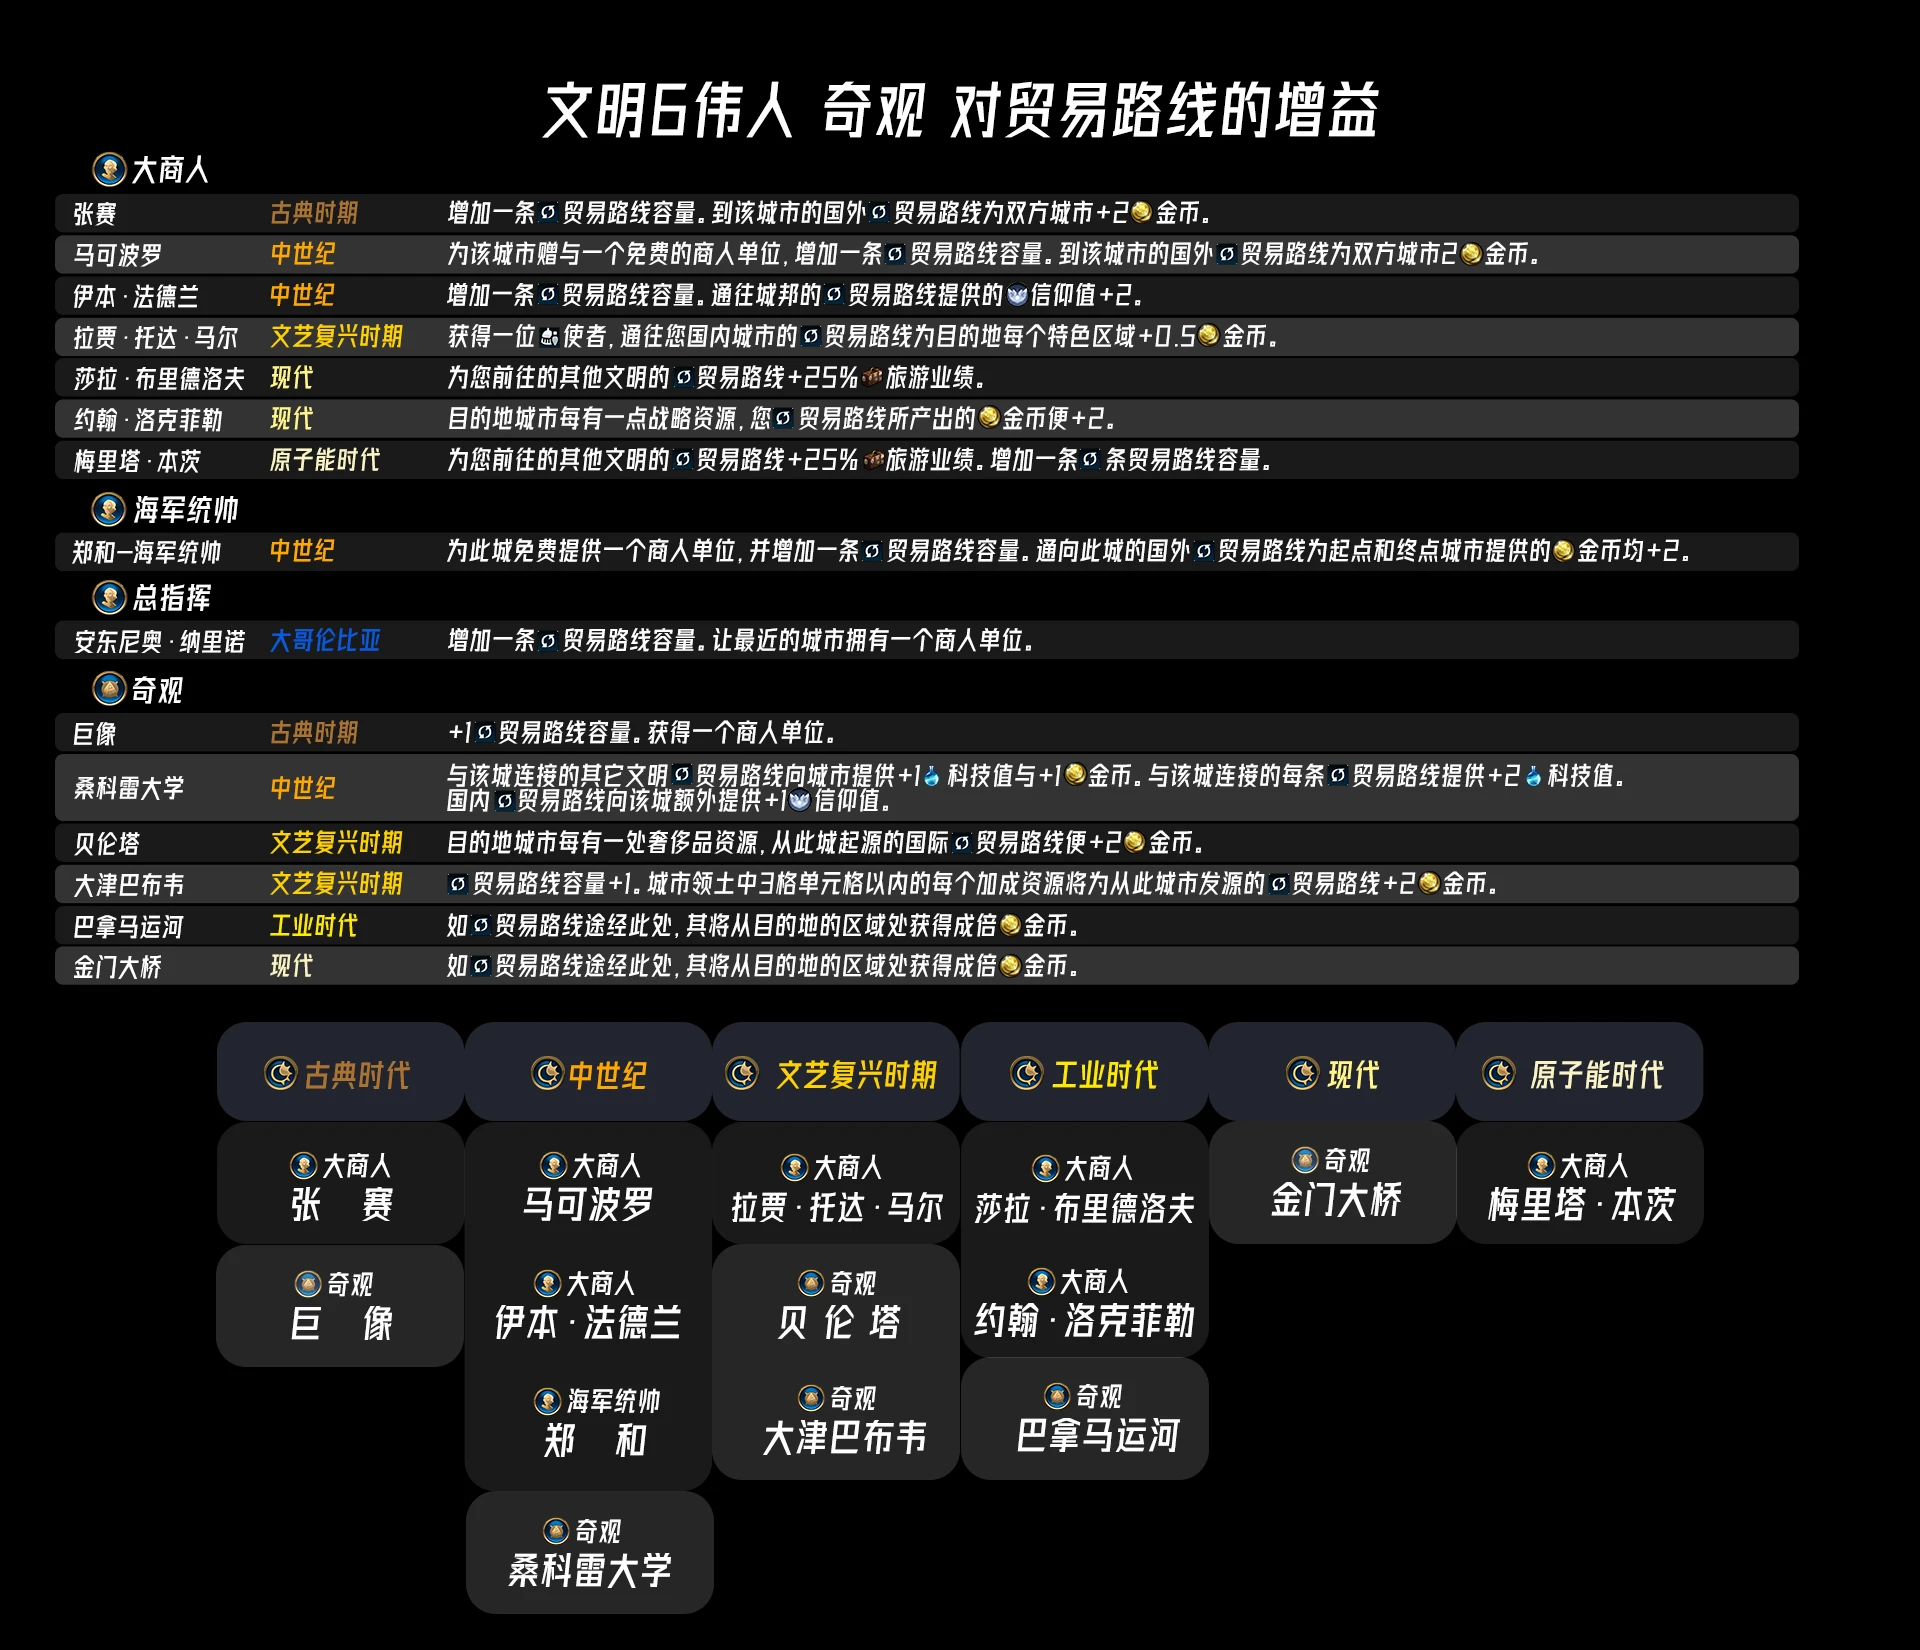 文明6伟人 奇观 对贸易路线的增益
大商人
张赛 古典时期 增加一条贸易路线容量。到该城市的国外贸易路线为双方城市+2金币。
马可波罗 中世纪 为该城市赠与一个免费的商人单位,增加一条贸易路线容量。到该城市的国外贸易路线为双方城市2金币。
伊本·法德兰 中世纪 增加一条贸易路线容量。通往城邦的贸易路线提供的信仰值+2。
拉贾·托达·马尔 文艺复兴时期 获得一位使者,通往您国内城市的贸易路线为目的地每个特色区域+0.5金币。
莎拉·布里德洛夫 现代 为您前往的其他文明的贸易路线+25%旅游业绩。
约翰·洛克菲勒 现代 目的地城市每有一点战略资源,您贸易路线所产出的金币便+2。
梅里塔·本茨 原子能时代 为您前往的其他文明的贸易路线+25%旅游业绩。增加一条条贸易路线容量。
海军统帅
郑和-海军统帅 中世纪 为此城免费提供一个商人单位,并增加一条贸易路线容量。通向此城的国外贸易路线为起点和终点城市提供的金币均+2。
总指挥
安东尼奥·纳里诺 大哥伦比亚 增加一条贸易路线容量。让最近的城市拥有一个商人单位。
奇观
巨像 古典时期 +1贸易路线容量。获得一个商人单位。
桑科雷大学 中世纪 与该城连接的其它文明贸易路线向城市提供+1科技值与+1金币。与该城连接的每条贸易路线提供+2科技值。
国内贸易路线向该城额外提供+1信仰值。
贝伦塔 文艺复兴时期 目的地城市每有一处奢侈品资源,从此城起源的国际贸易路线便+2金币。
大津巴布韦 文艺复兴时期 贸易路线容量+1。城市领土中3格单元格以内的每个加成资源将为从此城市发源的贸易路线+2金币。
巴拿马运河 工业时代 如贸易路线途经此处,其将从目的地的区域处获得成倍金币。
金门大桥 现代 如贸易路线途经此处,其将从目的地的区域处获得成倍金币。
古典时代 中世纪 文艺复兴时期 工业时代 现代 原子能时代
大商人 大商人 大商人 大商人 奇观 大商人
张 赛 马可波罗 拉贾·托达·马尔 莎拉·布里德洛夫 金门大桥 梅里塔·本茨
奇观 大商人 奇观 大商人
巨 像 伊本·法德兰 贝 伦 塔 约翰·洛克菲勒
海军统帅 奇观 奇观
郑 和 大津巴布韦 巴拿马运河
奇观
桑科雷大学